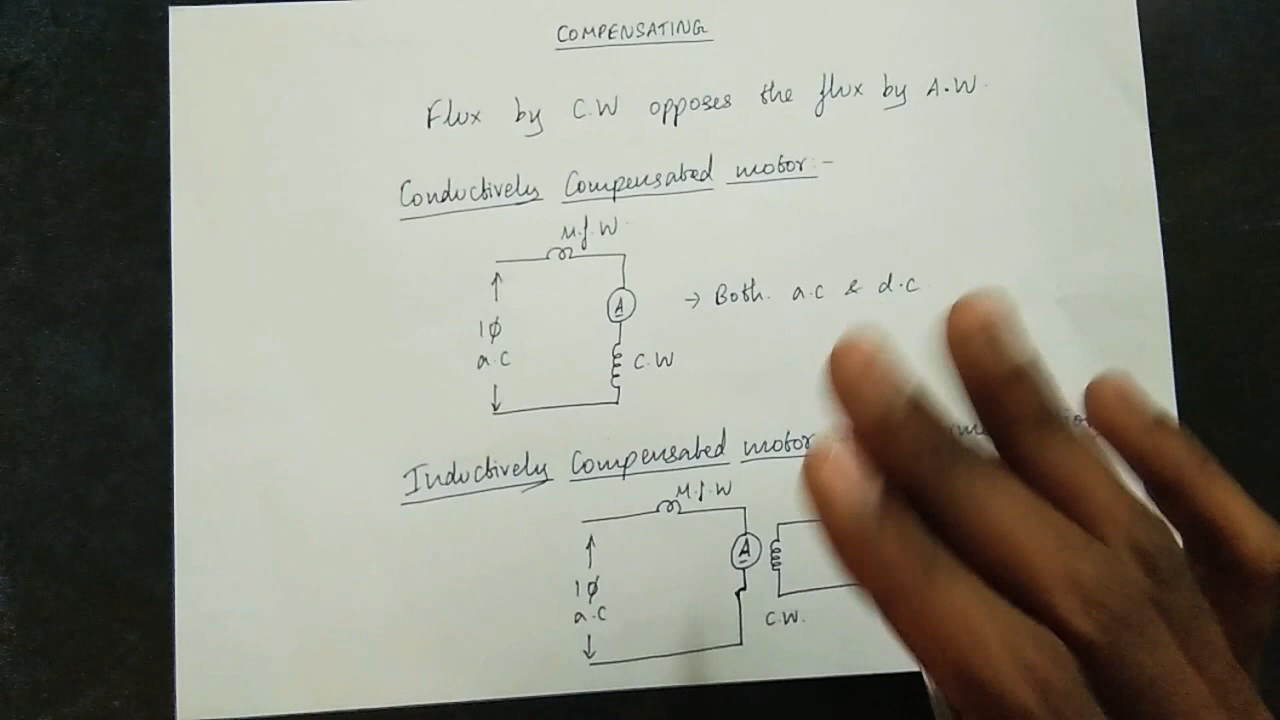 COMPENSATING
Flux by C.W opposes the flux by A.W.
Conductively Compensated motor:-
M.f.W
A
→ Both. a.c & d.c
1φ
a.c
C.W
Inductively Compensated motor
M.f.W
A
1φ
a.c
C.W.